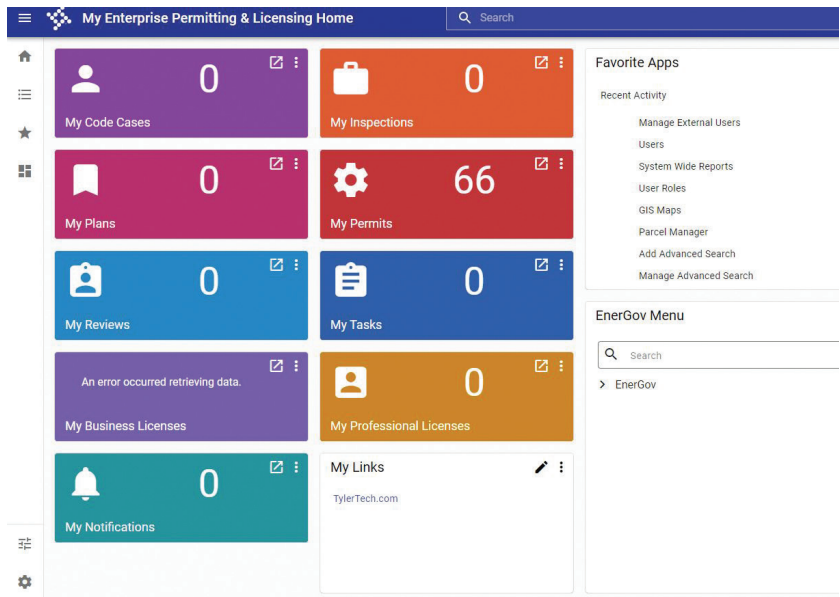 My Enterprise Permitting & Licensing Home
Search
0
My Code Cases
0
My Inspections
0
My Plans
66
My Permits
0
My Reviews
0
My Tasks
An error occurred retrieving data.
My Business Licenses
0
My Professional Licenses
0
My Notifications
My Links
TylerTech.com
Favorite Apps
Recent Activity
Manage External Users
Users
System Wide Reports
User Roles
GIS Maps
Parcel Manager
Add Advanced Search
Manage Advanced Search
EnerGov Menu
Search
EnerGov